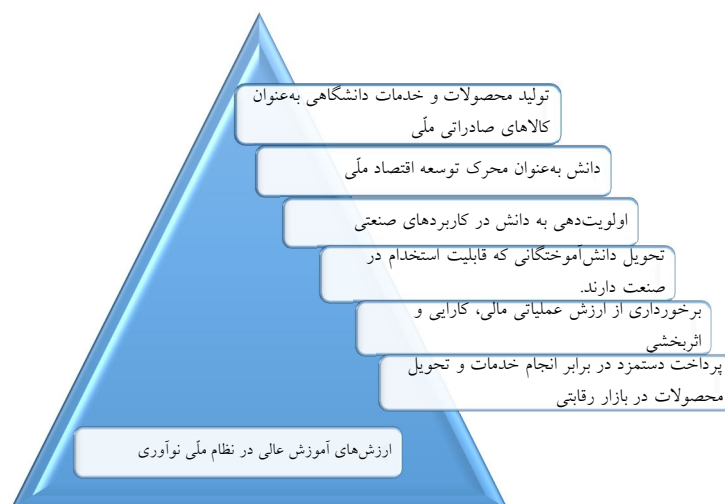 تولید محصولات و خدمات دانشگاهی به‌عنوان
کالاهای صادراتی ملّی
دانش به‌عنوان محرک توسعه اقتصاد ملّی
اولویت‌دهی به دانش در کاربردهای صنعتی
تحویل دانش‌آموختگانی که قابلیت استخدام در
صنعت دارند.
برخورداری از ارزش عملیاتی مالی، کارایی و
اثربخشی
پرداخت دستمزد در برابر انجام خدمات و تحویل
محصولات در بازار رقابتی
ارزش‌های آموزش عالی در نظام ملّی نوآوری